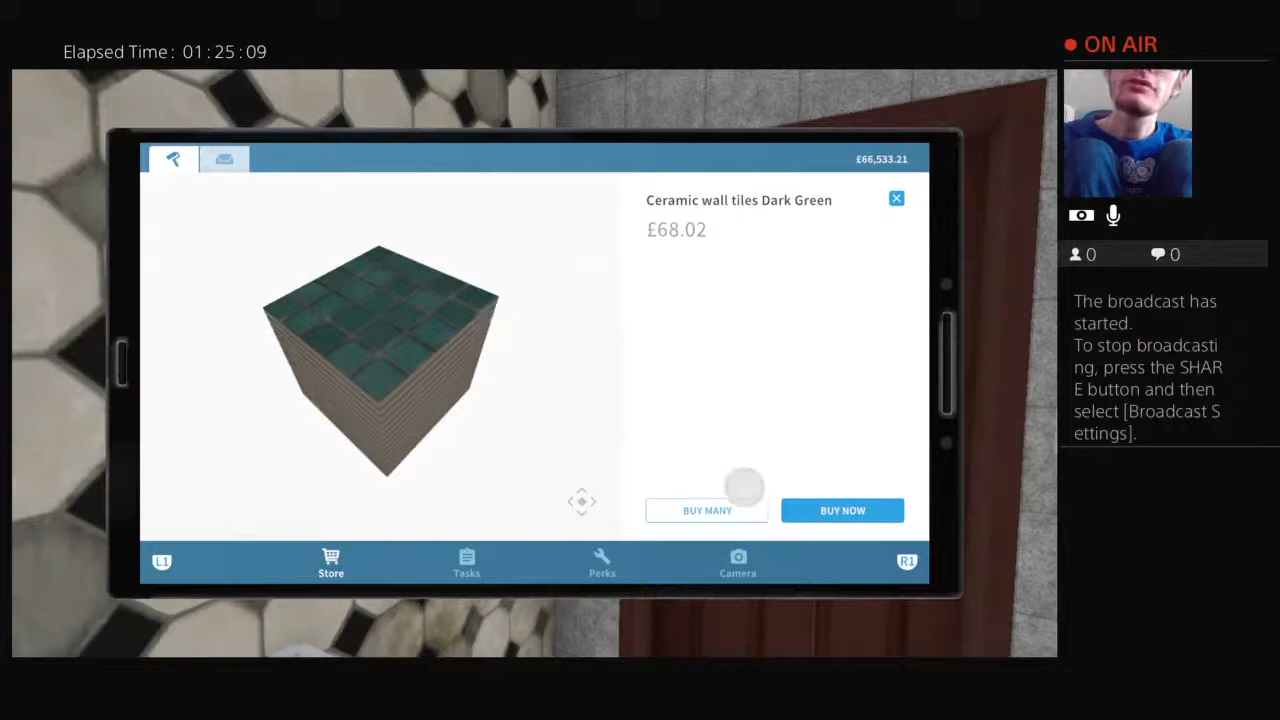 Elapsed Time: 01:25:09
ON AIR
£66,533.21
Ceramic wall tiles Dark Green
£68.02
BUY MANY
BUY NOW
L1
Store
Tasks
Perks
Camera
R1
0
0
The broadcast has
started.
To stop broadcasti
ng, press the SHAR
E button and then
select [Broadcast S
ettings].